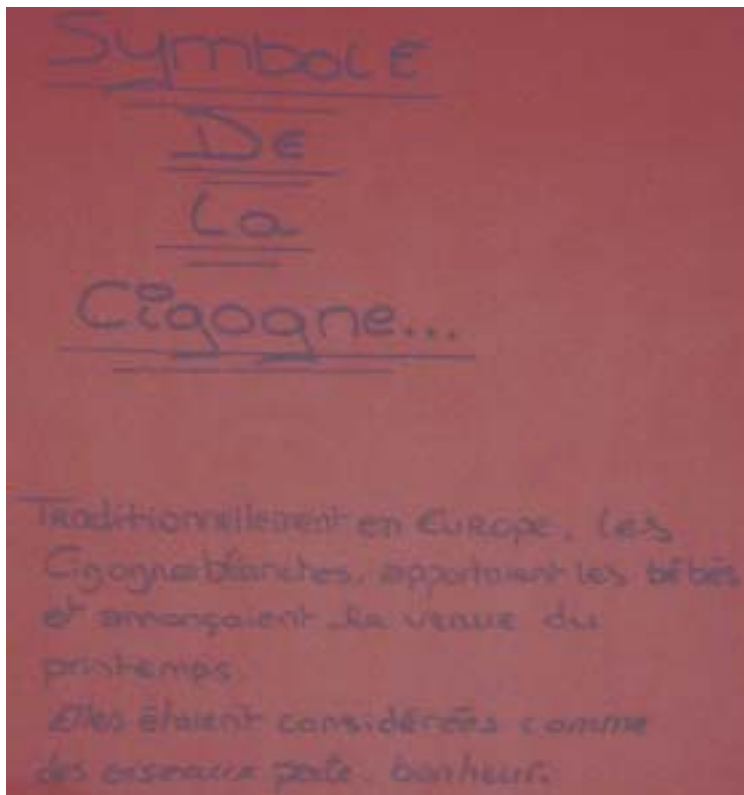 Symbole
De
La
Cigogne...
Traditionnellement en Europe, les
Cigognes blanches, apportaient les bébés
et annonçaient la venue du
printemps
Elles étaient considérées comme
des oiseaux porte-bonheur.